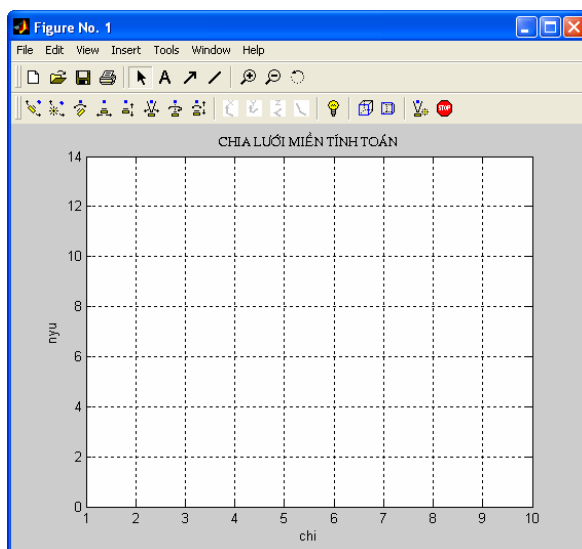 Figure No. 1
File Edit View Insert Tools Window Help
A
STOP
CHIA LƯỚI MIỀN TÍNH TOÁN
14
12
10
8
6
4
2
0
nyu
1 2 3 4 5 6 7 8 9 10
chi